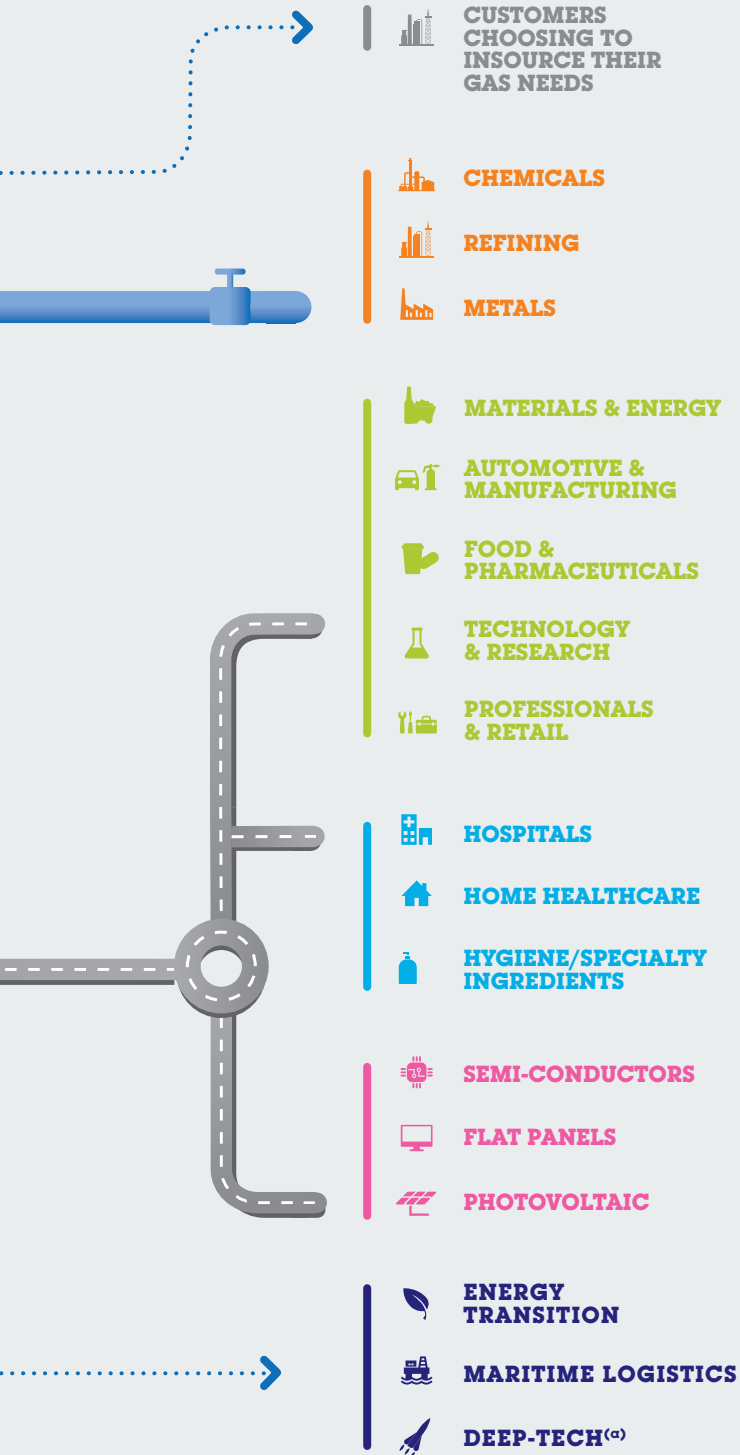 CUSTOMERS
CHOOSING TO
INSOURCE THEIR
GAS NEEDS
CHEMICALS
REFINING
METALS
MATERIALS & ENERGY
AUTOMOTIVE &
MANUFACTURING
FOOD &
PHARMACEUTICALS
TECHNOLOGY
& RESEARCH
PROFESSIONALS
& RETAIL
HOSPITALS
HOME HEALTHCARE
HYGIENE/SPECIALTY
INGREDIENTS
SEMI-CONDUCTORS
FLAT PANELS
PHOTOVOLTAIC
ENERGY
TRANSITION
MARITIME LOGISTICS
DEEP-TECH(a)